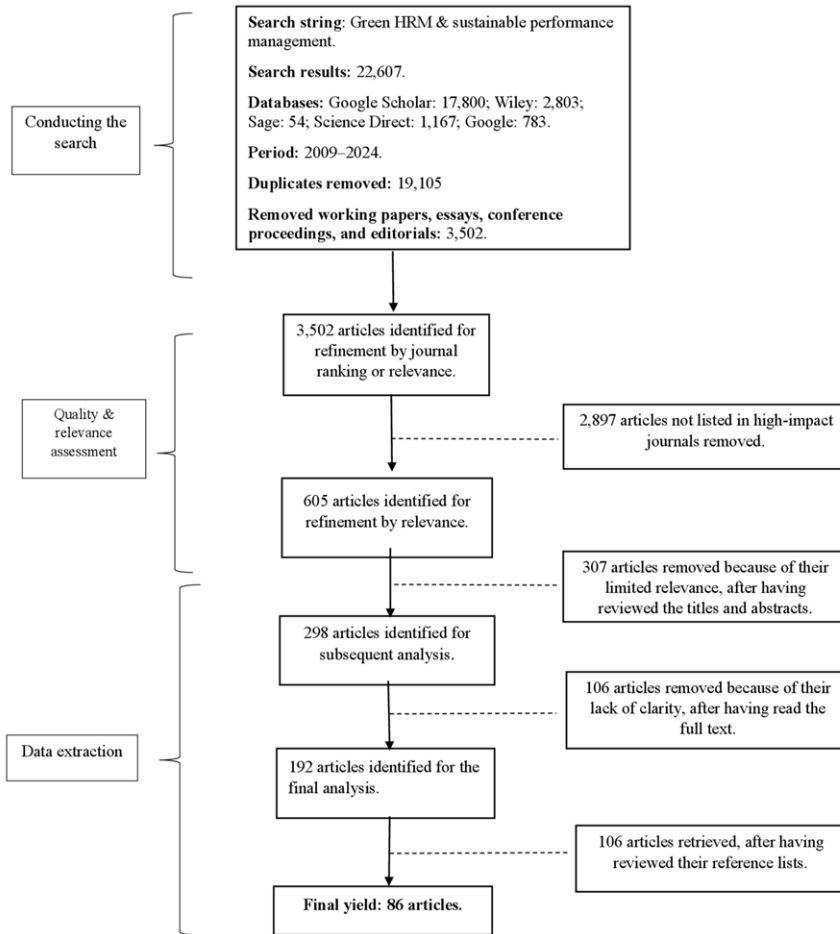 Search string: Green HRM & sustainable performance
management.
Search results: 22,607.
Databases: Google Scholar: 17,800; Wiley: 2,803;
Sage: 54; Science Direct: 1,167; Google: 783.
Period: 2009–2024.
Duplicates removed: 19,105
Removed working papers, essays, conference
proceedings, and editorials: 3,502.
Conducting the
search
3,502 articles identified for
refinement by journal
ranking or relevance.
Quality &
relevance
assessment
2,897 articles not listed in high-impact
journals removed.
605 articles identified for
refinement by relevance.
307 articles removed because of their
limited relevance, after having
reviewed the titles and abstracts.
298 articles identified for
subsequent analysis.
106 articles removed because of their
lack of clarity, after having read the
full text.
Data extraction
192 articles identified for the
final analysis.
106 articles retrieved, after having
reviewed their reference lists.
Final yield: 86 articles.